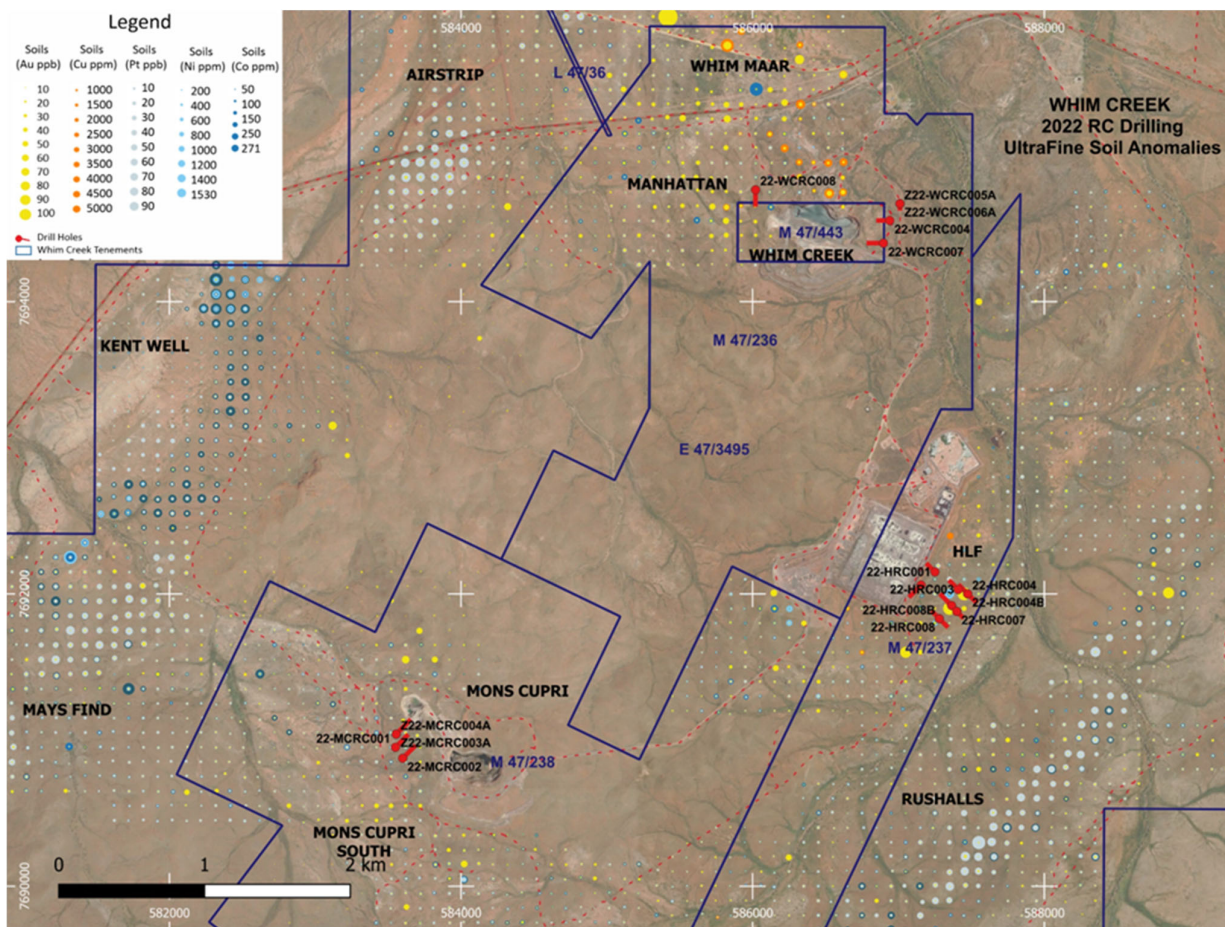 Legend
Soils (Au ppb)
10
20
30
40
50
60
70
80
90
100
Soils (Cu ppm)
1000
1500
2000
2500
3000
3500
4000
4500
5000
Soils (Pt ppb)
10
20
30
40
50
60
70
80
90
Soils (Ni ppm)
200
400
600
800
1000
1200
1400
1530
Soils (Co ppm)
50
100
150
250
271
Drill Holes
Whim Creek Tenements
584000
586000
588000
WHIM CREEK
2022 RC Drilling
UltraFine Soil Anomalies
AIRSTRIP
L 47/36
WHIM MAAR
MANHATTAN
22-WCRC008
Z22-WCRC005A
Z22-WCRC006A
22-WCRC004
22-WCRC007
M 47/443
WHIM CREEK
7694000
7694000
KENT WELL
M 47/236
E 47/3495
HLF
22-HRC001
22-HRC003
22-HRC004
22-HRC004B
22-HRC008B
22-HRC007
22-HRC008
M 47/237
7692000
7692000
MAYS FIND
MONS CUPRI
Z22-MCRC004A
22-MCRC001
Z22-MCRC003A
22-MCRC002
M 47/238
RUSHALLS
MONS CUPRI
SOUTH
0
1
2 km
7690000
7690000
582000
584000
586000
588000